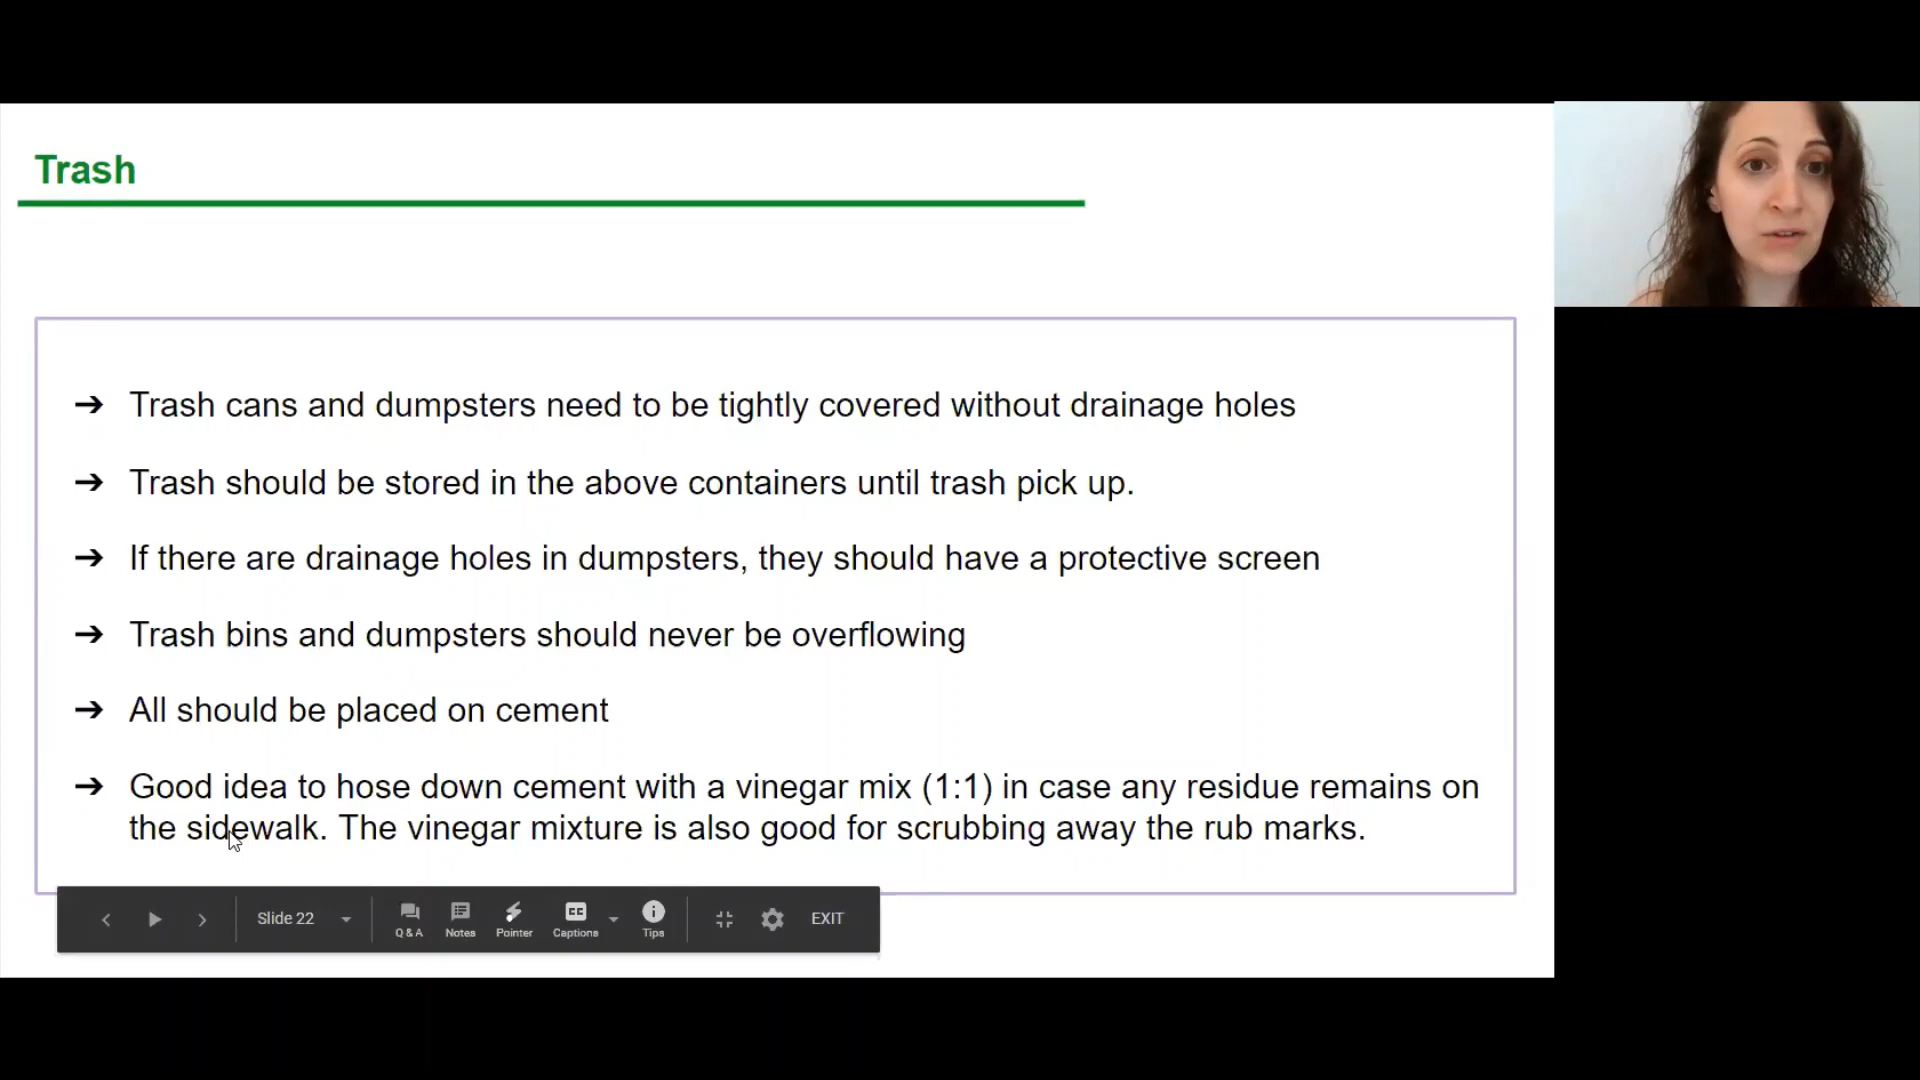 Trash
➔ Trash cans and dumpsters need to be tightly covered without drainage holes
➔ Trash should be stored in the above containers until trash pick up.
➔ If there are drainage holes in dumpsters, they should have a protective screen
➔ Trash bins and dumpsters should never be overflowing
➔ All should be placed on cement
➔ Good idea to hose down cement with a vinegar mix (1:1) in case any residue remains on
the sidewalk. The vinegar mixture is also good for scrubbing away the rub marks.
Slide 22
Q & A
Notes
Pointer
CC
Captions
Tips
EXIT